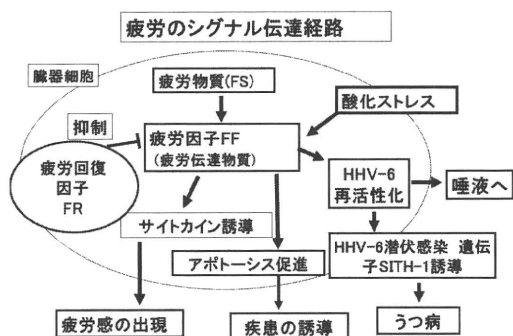 疲労のシグナル伝達経路
臓器細胞
疲労物質(FS)
酸化ストレス
抑制
疲労因子FF
(疲労伝達物質)
疲労回復
因子
FR
HHV-6
再活性化
唾液へ
サイトカイン誘導
HHV-6潜伏感染 遺伝
子SITH-1誘導
アポトーシス促進
疲労感の出現
疾患の誘導
うつ病